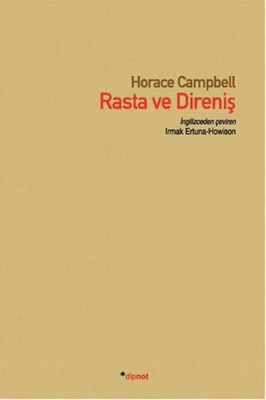 Horace Campbell
Rasta ve Direniş
İngilizceden çeviren
Irmak Ertuna-Howison
*dipnot